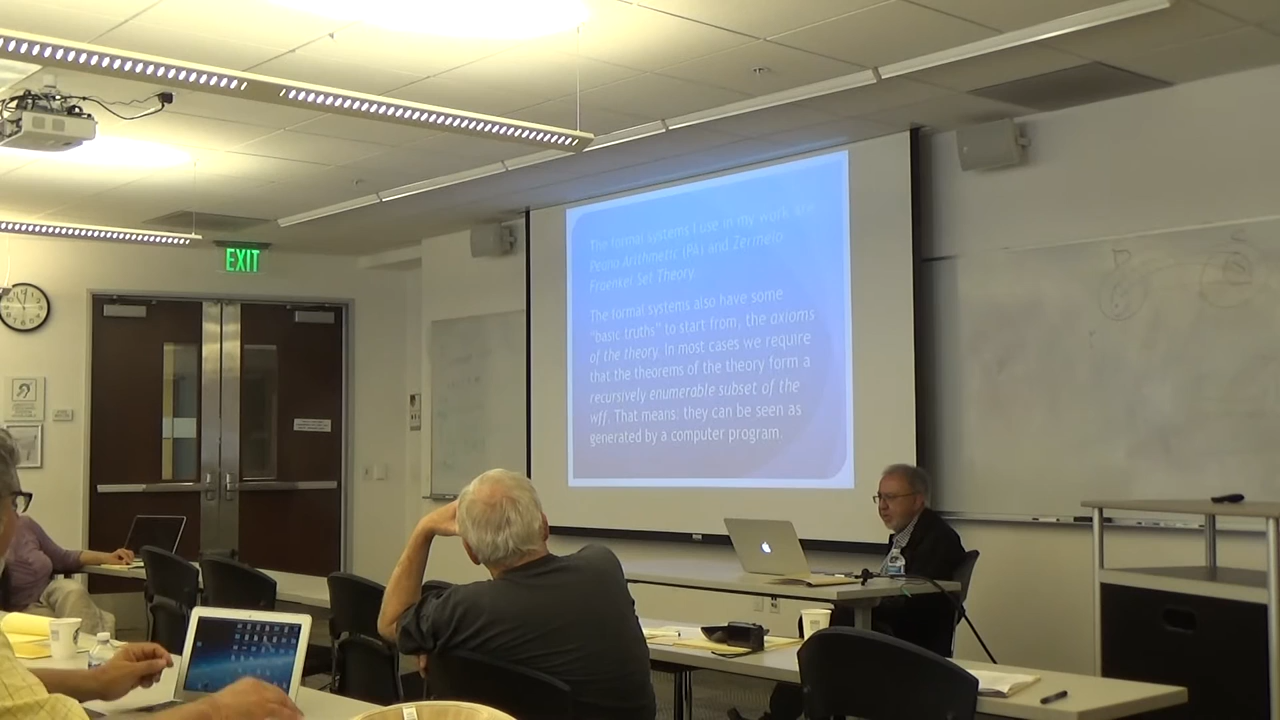 EXIT
The formal systems I use in my work are
Peano Arithmetic (PA) and Zermelo
Froenkel Set Theory.
The formal systems also have some
"basic truths" to start from, the axioms
of the theory. In most cases we require
that the theorems of the theory form a
recursively enumerable subset of the
wff. That means: they can be seen as
generated by a computer program.